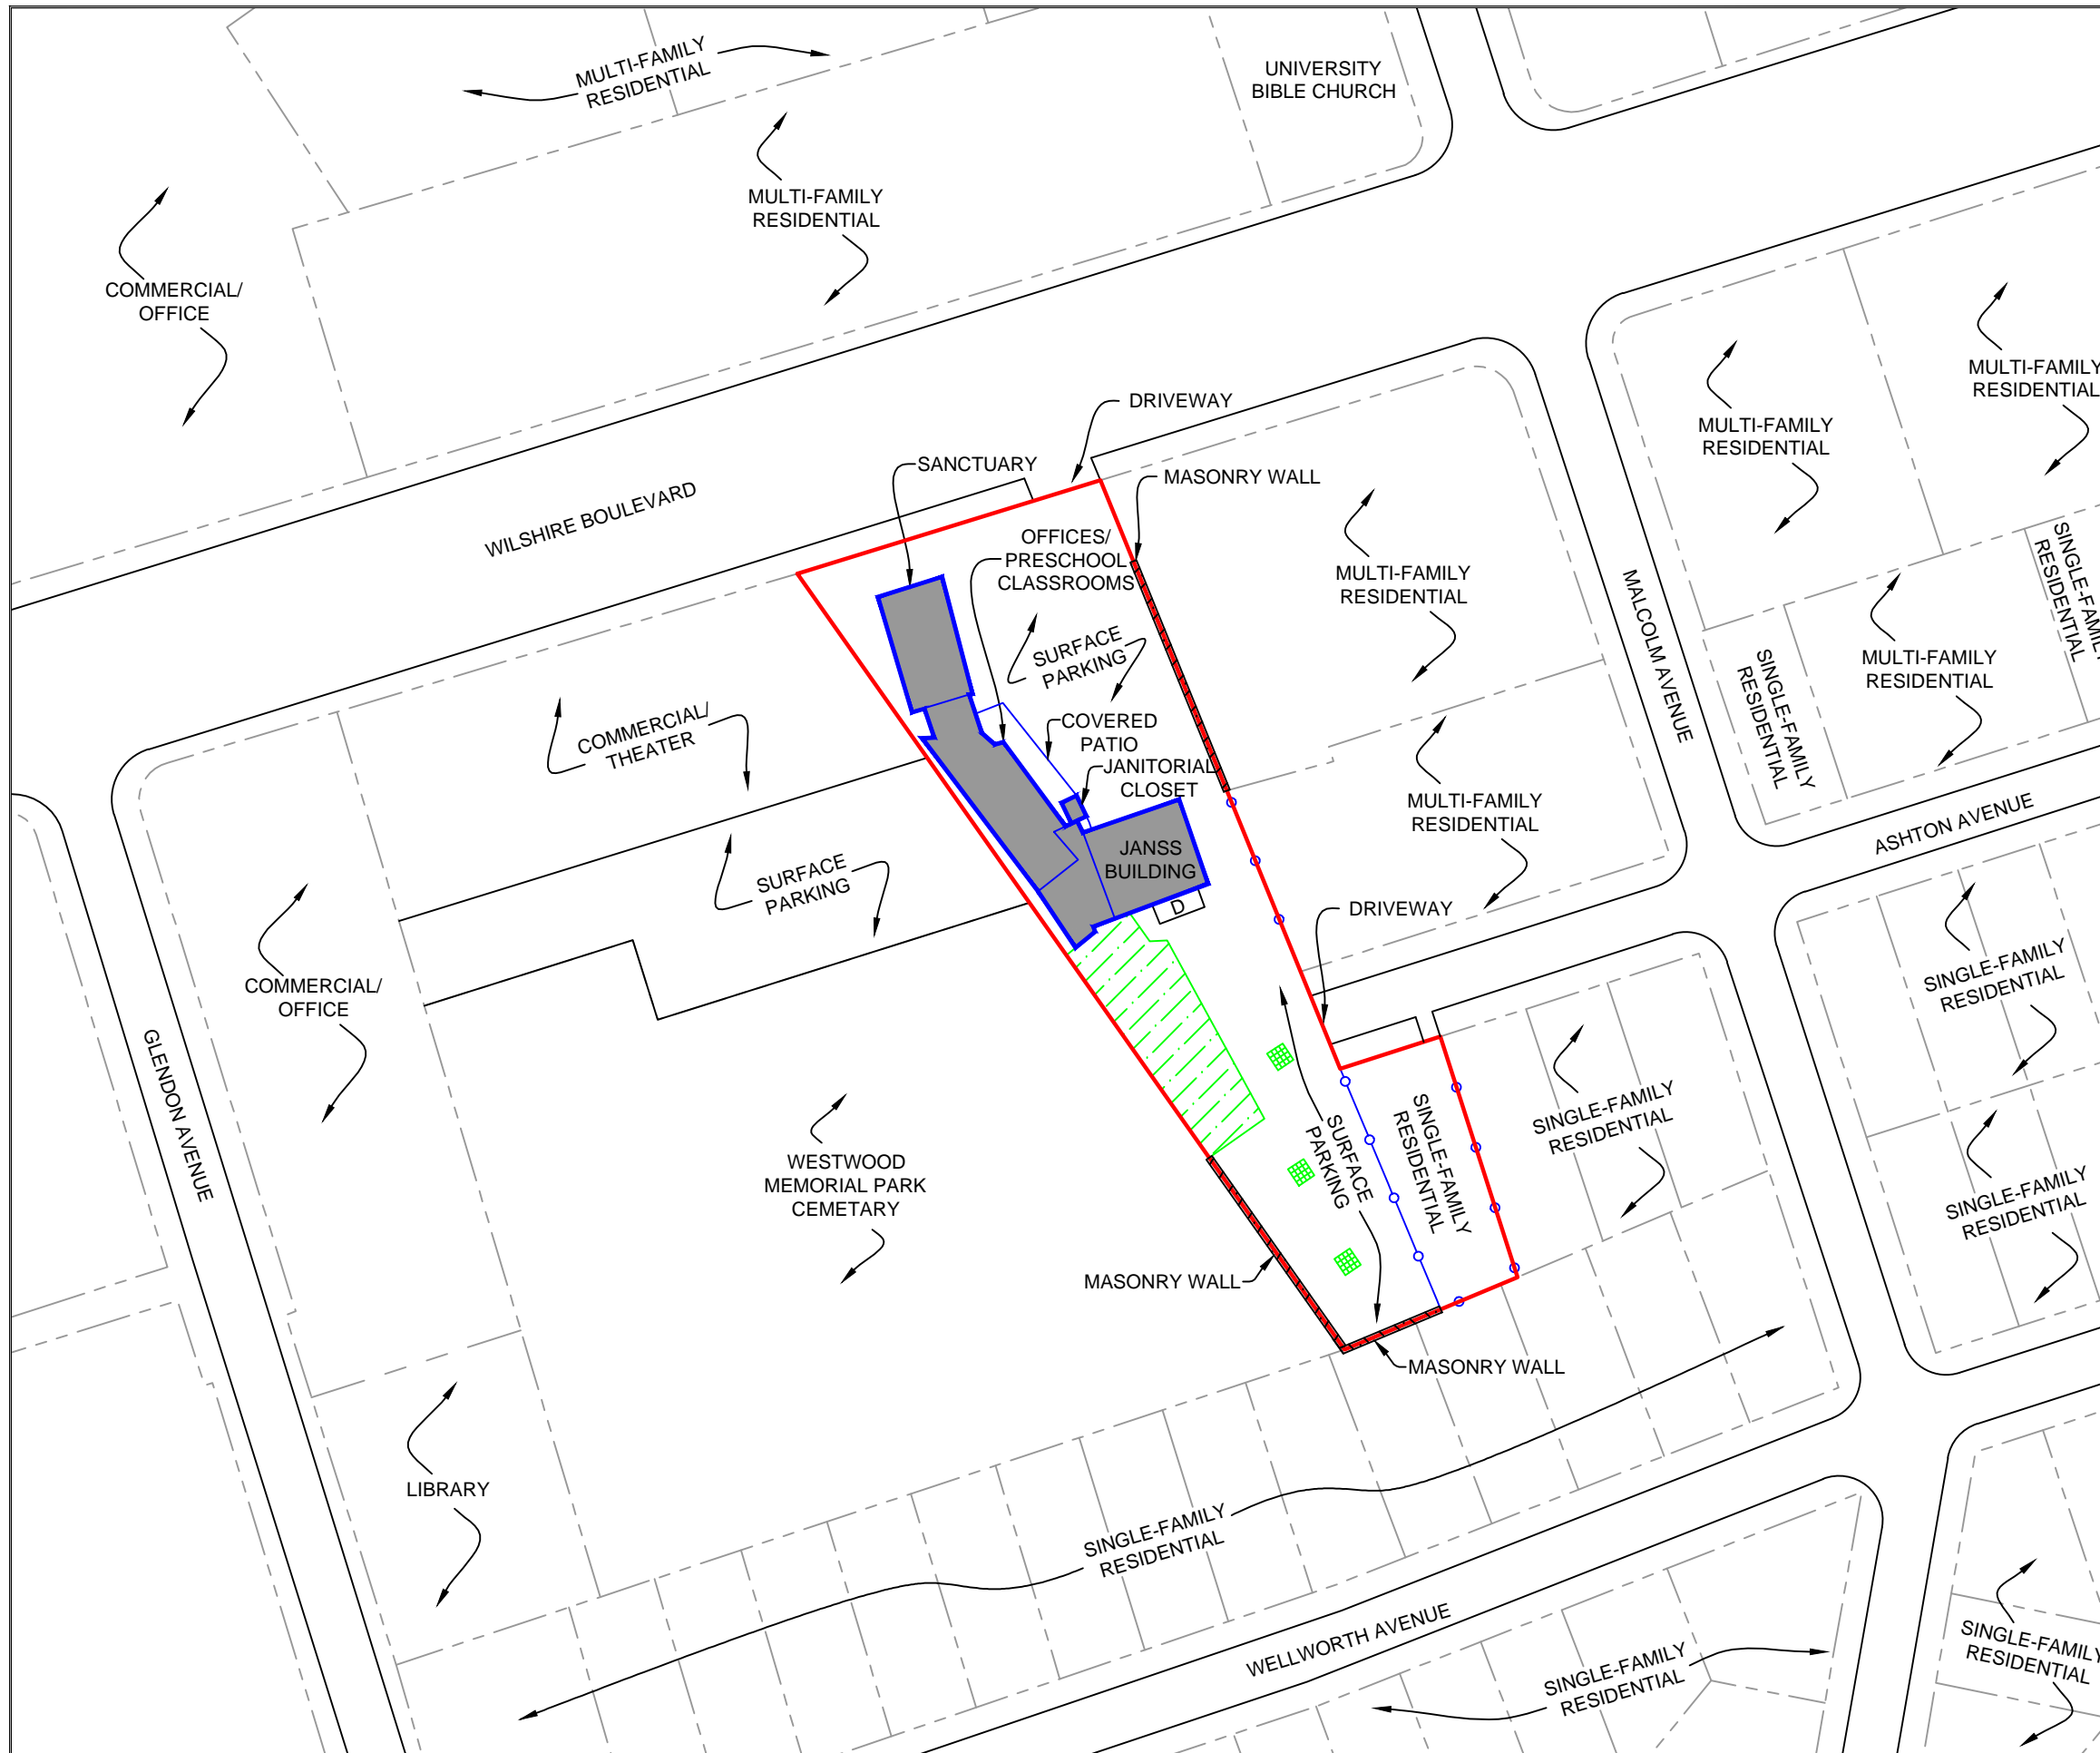 MULTI-FAMILY
RESIDENTIAL
UNIVERSITY
BIBLE CHURCH
MULTI-FAMILY
RESIDENTIAL
COMMERCIAL/
OFFICE
MULTI-FAMILY
RESIDENTIAL
MULTI-FAMILY
RESIDENTIAL
DRIVEWAY
SANCTUARY
MASONRY WALL
WILSHIRE BOULEVARD
OFFICES/
PRESCHOOL
CLASSROOMS
MULTI-FAMILY
RESIDENTIAL
SINGLE-FAMILY
RESIDENTIAL
MALCOLM AVENUE
SURFACE
PARKING
SINGLE-FAMILY
RESIDENTIAL
MULTI-FAMILY
RESIDENTIAL
COMMERCIAL/
THEATER
COVERED
PATIO
JANITORIAL
CLOSET
MULTI-FAMILY
RESIDENTIAL
ASHTON AVENUE
JANSS
BUILDING
SURFACE
PARKING
D
DRIVEWAY
COMMERCIAL/
OFFICE
SINGLE-FAMILY
RESIDENTIAL
GLENDON AVENUE
SINGLE-FAMILY
RESIDENTIAL
SURFACE
PARKING
SINGLE-FAMILY
RESIDENTIAL
WESTWOOD
MEMORIAL PARK
CEMETARY
SINGLE-FAMILY
RESIDENTIAL
MASONRY WALL
MASONRY WALL
LIBRARY
SINGLE-FAMILY
RESIDENTIAL
WELLWORTH AVENUE
SINGLE-FAMILY
RESIDENTIAL
SINGLE-FAMILY
RESIDENTIAL